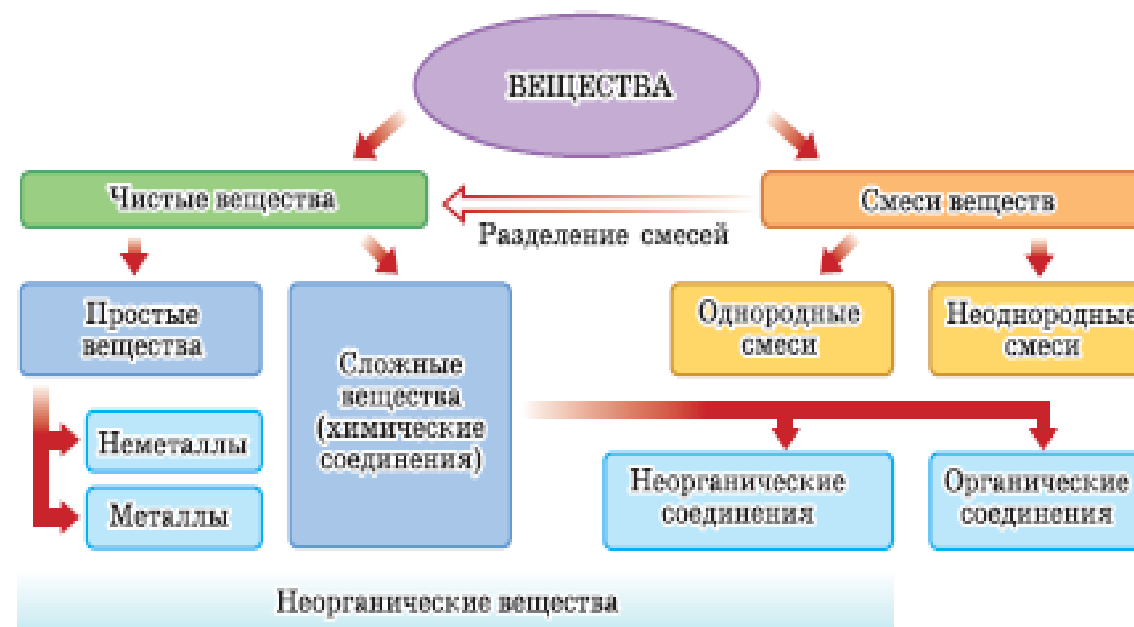 ВЕЩЕСТВА
Чистые вещества
Смеси веществ
Разделение смесей
Простые
вещества
Сложные
вещества
(химические
соединения)
Однородные
смеси
Неоднородные
смеси
Неметаллы
Металлы
Неорганические
соединения
Органические
соединения
Неорганические вещества